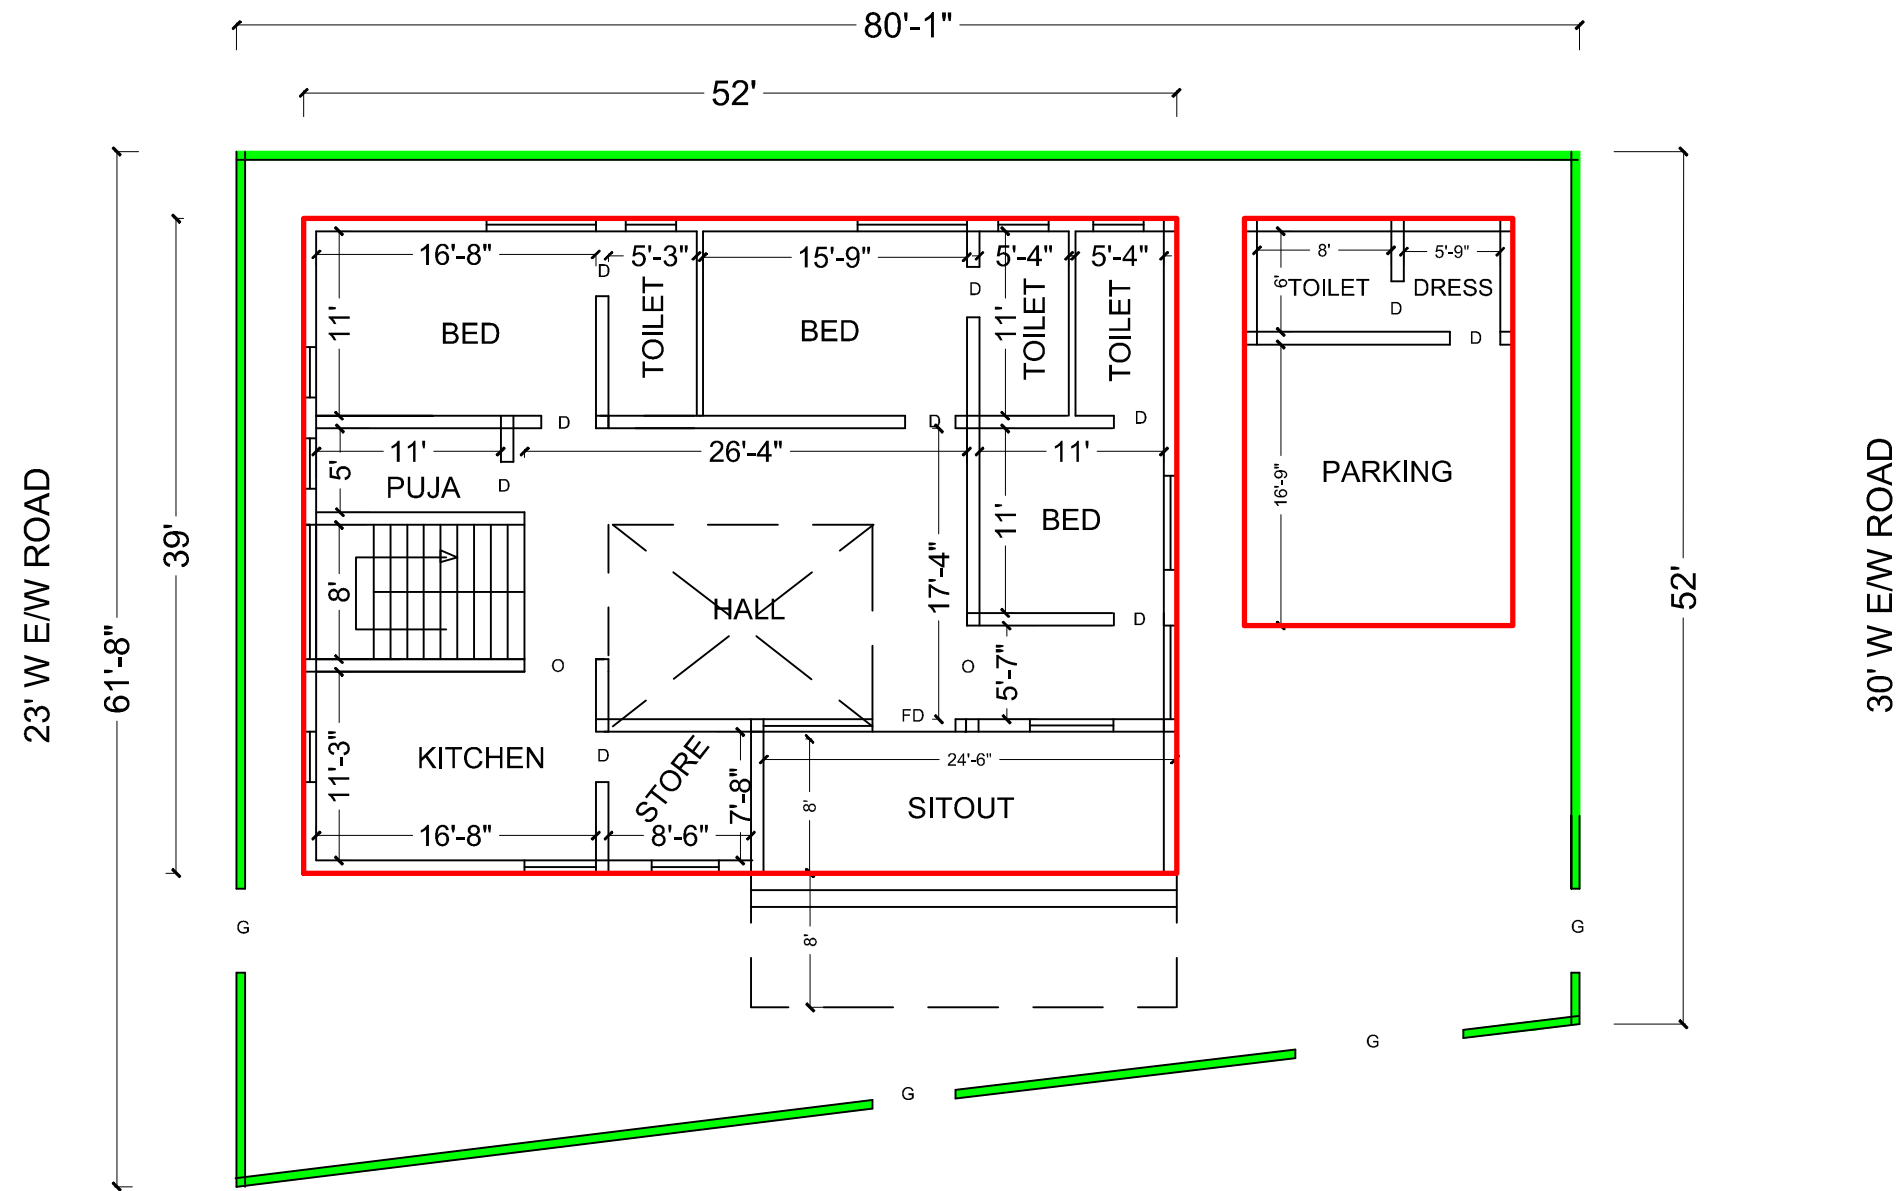 80'-1"
52'
16'-8"
D
5'-3"
15'-9"
5'-4"
5'-4"
8'
5'-9"
D
11'
BED
TOILET
BED
11'
TOILET
TOILET
6'
TOILET
DRESS
D
D
D
D
D
11'
26'-4"
11'
5'
PUJA
D
16'-9"
PARKING
23' W E/W ROAD
30' W E/W ROAD
39'
BED
11'
17'-4"
8'
HALL
52'
61'-8"
D
O
O
5'-7"
FD
KITCHEN
D
11'-3"
STORE
7'-8"
24'-6"
8'
SITOUT
16'-8"
8'-6"
G
8'
G
G
G